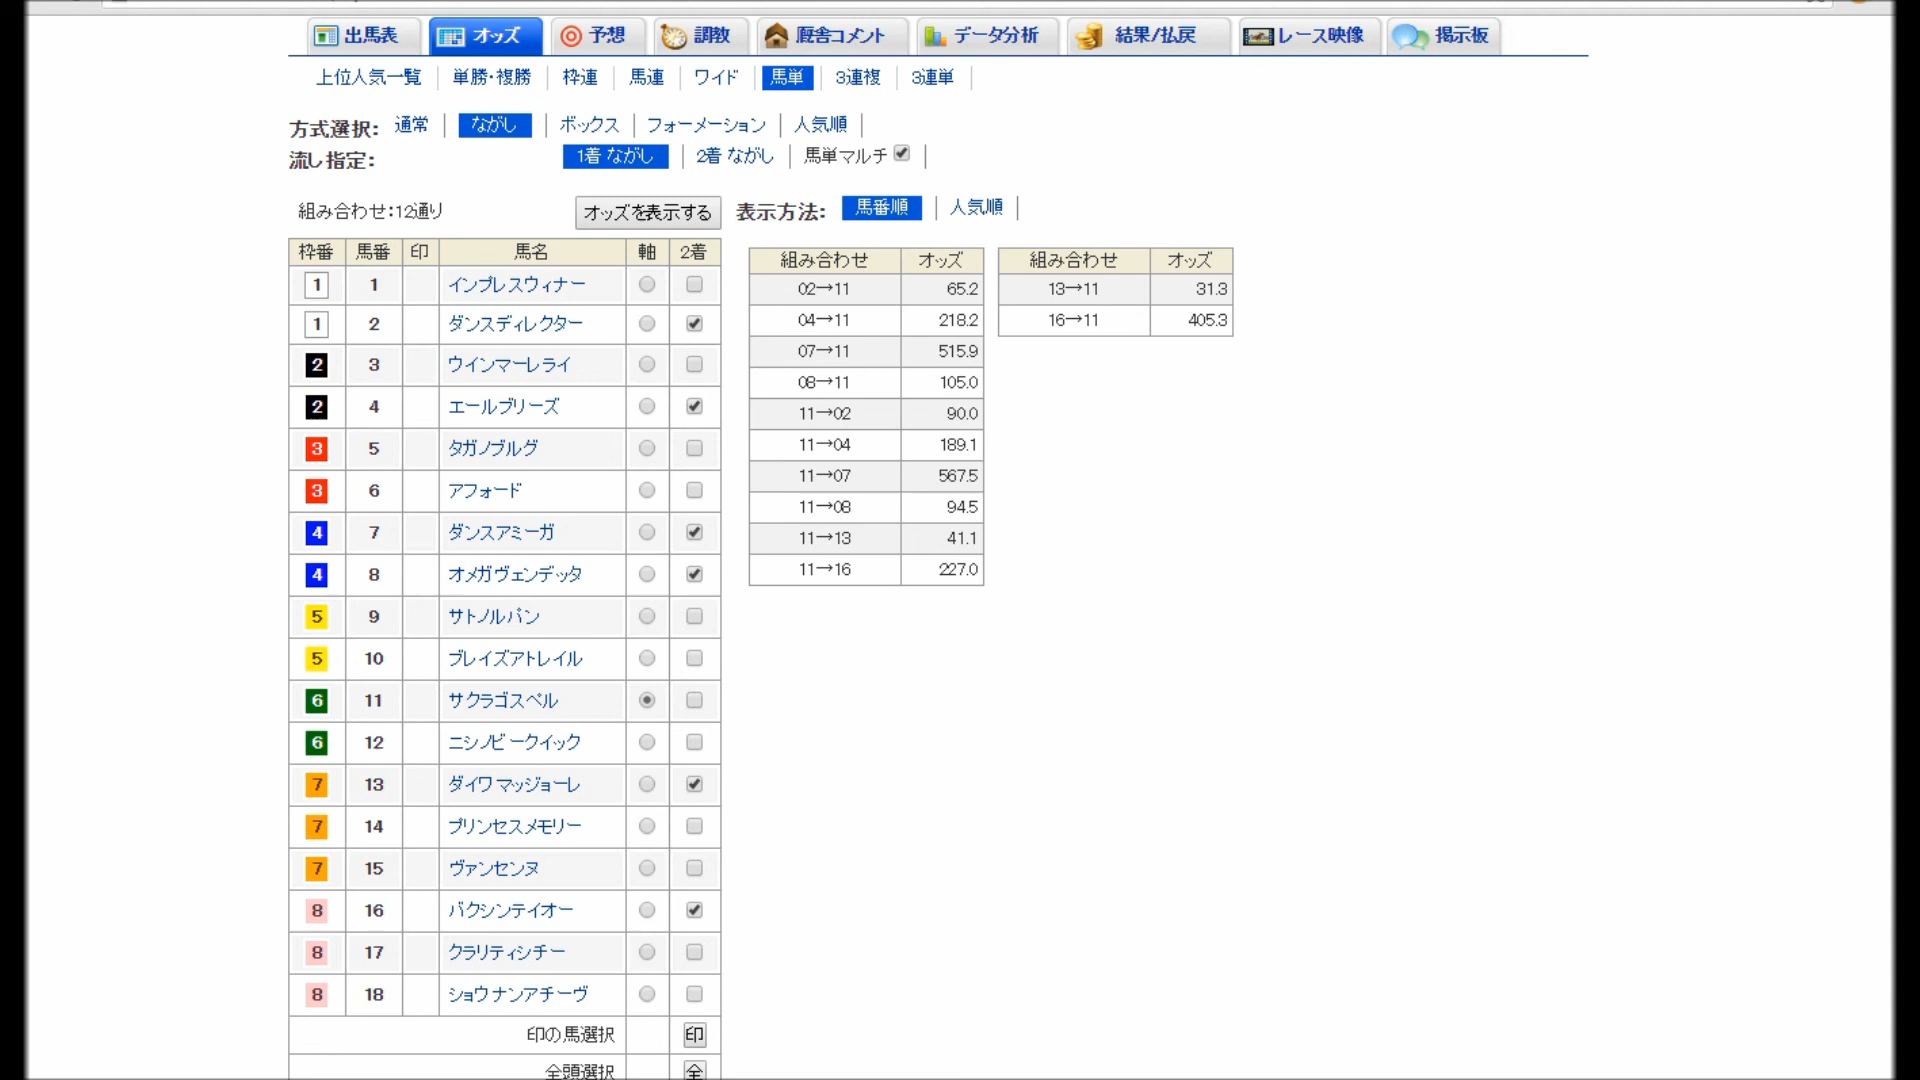 出馬表 オッズ 予想 調教 厩舎コメント データ分析 結果/払戻 レース映像 掲示板
上位人気一覧 単勝・複勝 枠連 馬連 ワイド 馬単 3連複 3連単
方式選択: 通常 ながし ボックス フォーメーション 人気順
流し指定: 1着 ながし 2着 ながし 馬単マルチ
組み合わせ:12通り オッズを表示する 表示方法: 馬番順 人気順
枠番 馬番 印 馬名 軸 2着
1 1 インプレスウィナー
1 2 ダンスディレクター
2 3 ウインマーレライ
2 4 エールブリーズ
3 5 タガノブルグ
3 6 アフォード
4 7 ダンスアミーガ
4 8 オメガヴェンデッタ
5 9 サトノルパン
5 10 ブレイズアトレイル
6 11 サクラゴスペル
6 12 ニシノビークイック
7 13 ダイワマッジョーレ
7 14 プリンセスメモリー
7 15 ヴァンセンヌ
8 16 バクシンテイオー
8 17 クラリティシチー
8 18 ショウナンアチーヴ
印の馬選択 印
全頭選択 全
組み合わせ オッズ
02→11 65.2
04→11 218.2
07→11 515.9
08→11 105.0
11→02 90.0
11→04 189.1
11→07 567.5
11→08 94.5
11→13 41.1
11→16 227.0
組み合わせ オッズ
13→11 31.3
16→11 405.3